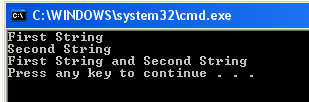 C:\WINDOWS\system32\cmd.exe
First String
Second String
First String and Second String
Press any key to continue . . .